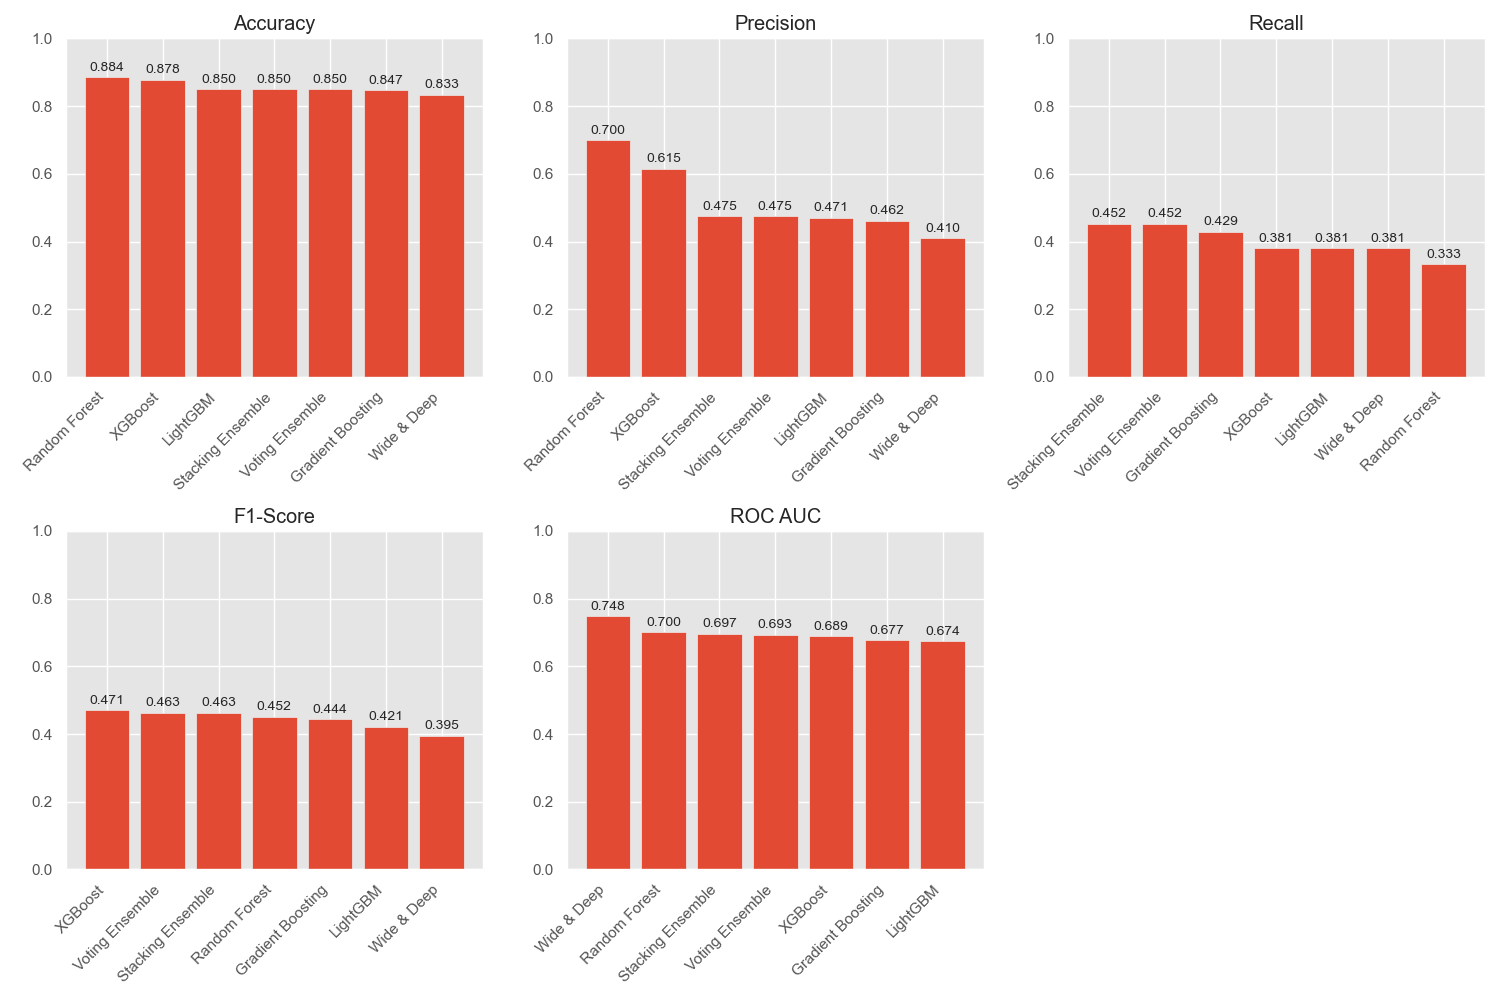 Accuracy
1.0
0.8
0.6
0.4
0.2
0.0
0.884
0.878
0.850
0.850
0.850
0.847
0.833
Random Forest
XGBoost
LightGBM
Stacking Ensemble
Voting Ensemble
Gradient Boosting
Wide & Deep
Precision
1.0
0.8
0.6
0.4
0.2
0.0
0.700
0.615
0.475
0.475
0.471
0.462
0.410
Random Forest
XGBoost
Stacking Ensemble
Voting Ensemble
LightGBM
Gradient Boosting
Wide & Deep
Recall
1.0
0.8
0.6
0.4
0.2
0.0
0.452
0.452
0.429
0.381
0.381
0.381
0.333
Stacking Ensemble
Voting Ensemble
Gradient Boosting
XGBoost
LightGBM
Wide & Deep
Random Forest
F1-Score
1.0
0.8
0.6
0.4
0.2
0.0
0.471
0.463
0.463
0.452
0.444
0.421
0.395
XGBoost
Voting Ensemble
Stacking Ensemble
Random Forest
Gradient Boosting
LightGBM
Wide & Deep
ROC AUC
1.0
0.8
0.6
0.4
0.2
0.0
0.748
0.700
0.697
0.693
0.689
0.677
0.674
Wide & Deep
Random Forest
Stacking Ensemble
Voting Ensemble
XGBoost
Gradient Boosting
LightGBM